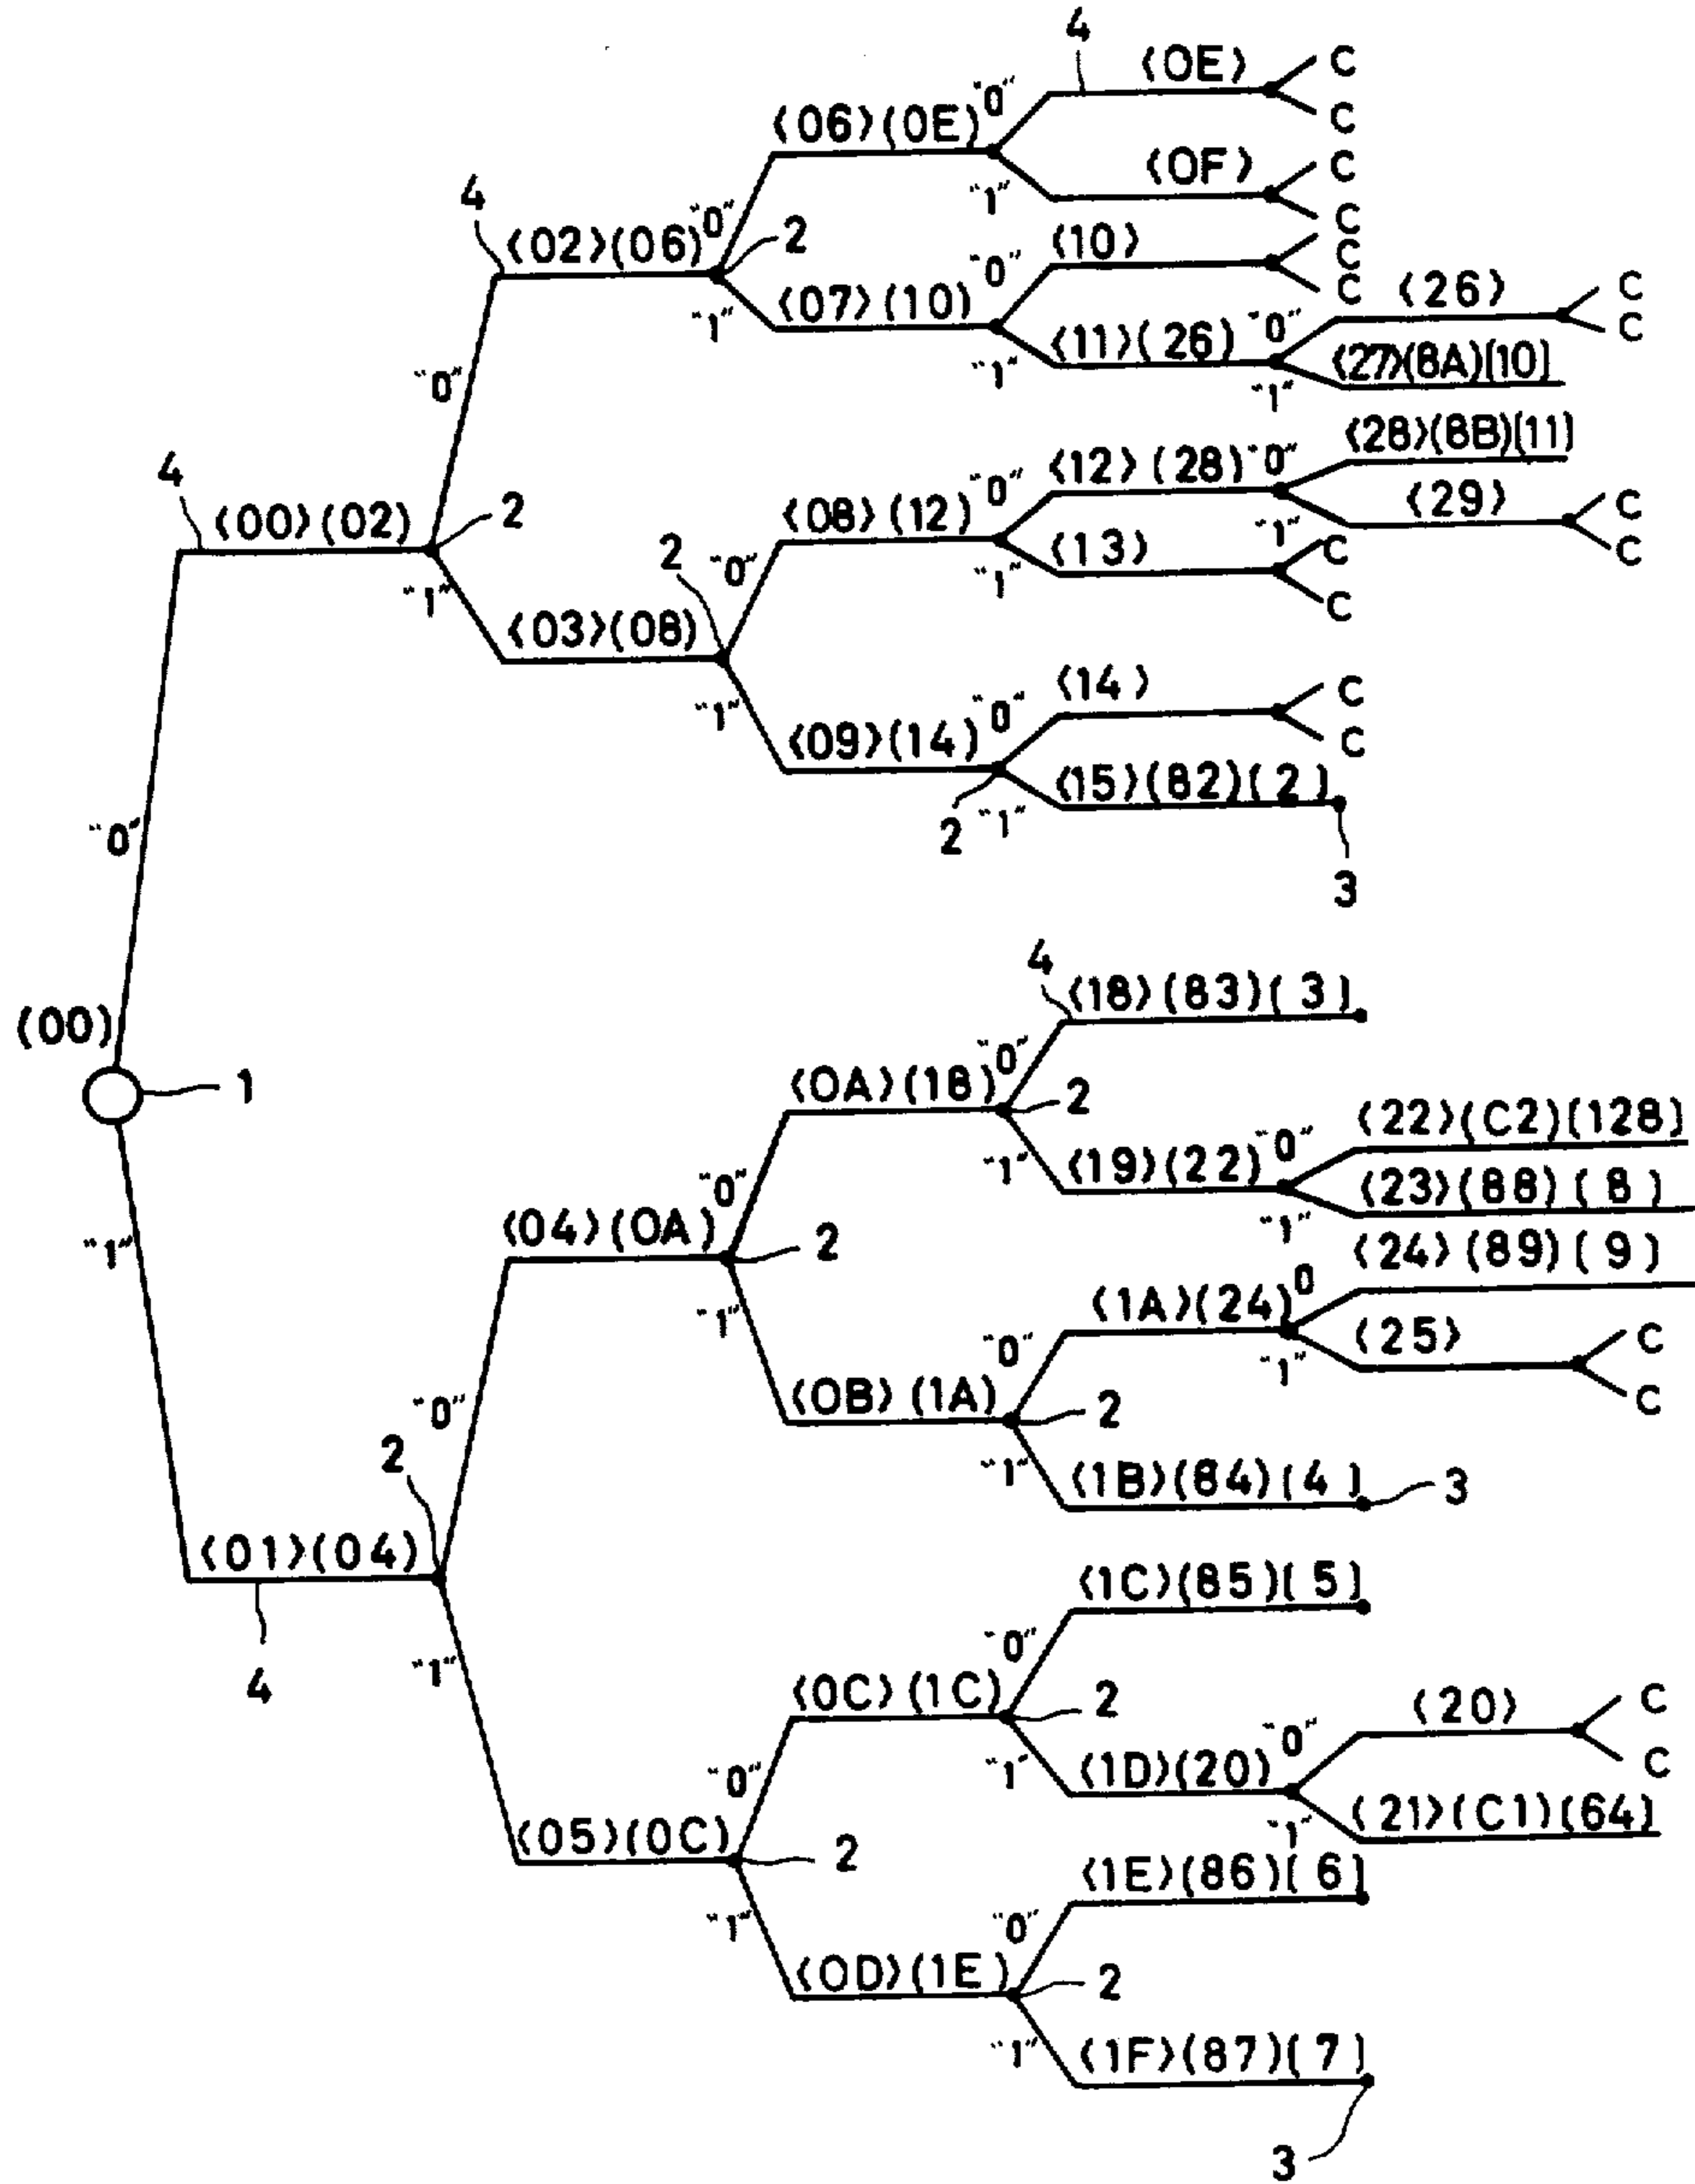 4
⟨0E⟩ C
C
⟨06⟩(0E) "0"
"1" ⟨0F⟩ C
C
4
⟨02⟩(06) "0" 2
"1" ⟨07⟩(10) "0" ⟨10⟩ C
C
"1" ⟨11⟩(26) "0" ⟨26⟩ C
C
"1" ⟨27⟩(8A)[10]
"0"
4
⟨00⟩(02) 2
"1" ⟨03⟩(08) 2
"0" ⟨08⟩(12) "0" ⟨12⟩(28) "0" ⟨28⟩(8B)[11]
"1" ⟨29⟩ C
C
"1" ⟨13⟩ C
C
"1" ⟨09⟩(14) "0" ⟨14⟩ C
C
2 "1" ⟨15⟩(82)(2]
3
"0"
(00)
1
"1"
4
⟨18⟩(83)(3]
⟨0A⟩(18) "0" 2
"1" ⟨19⟩(22) "0" ⟨22⟩(C2)[128]
"1" ⟨23⟩(88)[8]
"0"
⟨04⟩(0A) 2
"1" ⟨0B⟩(1A) 2
"0" ⟨1A⟩(24) 0 ⟨24⟩(89)[9]
"1" ⟨25⟩ C
C
"1" ⟨1B⟩(84)(4] 3
"0"
2
⟨01⟩(04)
4
"1"
⟨05⟩(0C) 2
"0" ⟨0C⟩(1C) 2
"0" ⟨1C⟩(85)[5]
"1" ⟨1D⟩(20) "0" ⟨20⟩ C
C
"1" ⟨21⟩(C1)[64]
"1" ⟨0D⟩(1E) 2
"0" ⟨1E⟩(86)[6]
"1" ⟨1F⟩(87)[7]
3